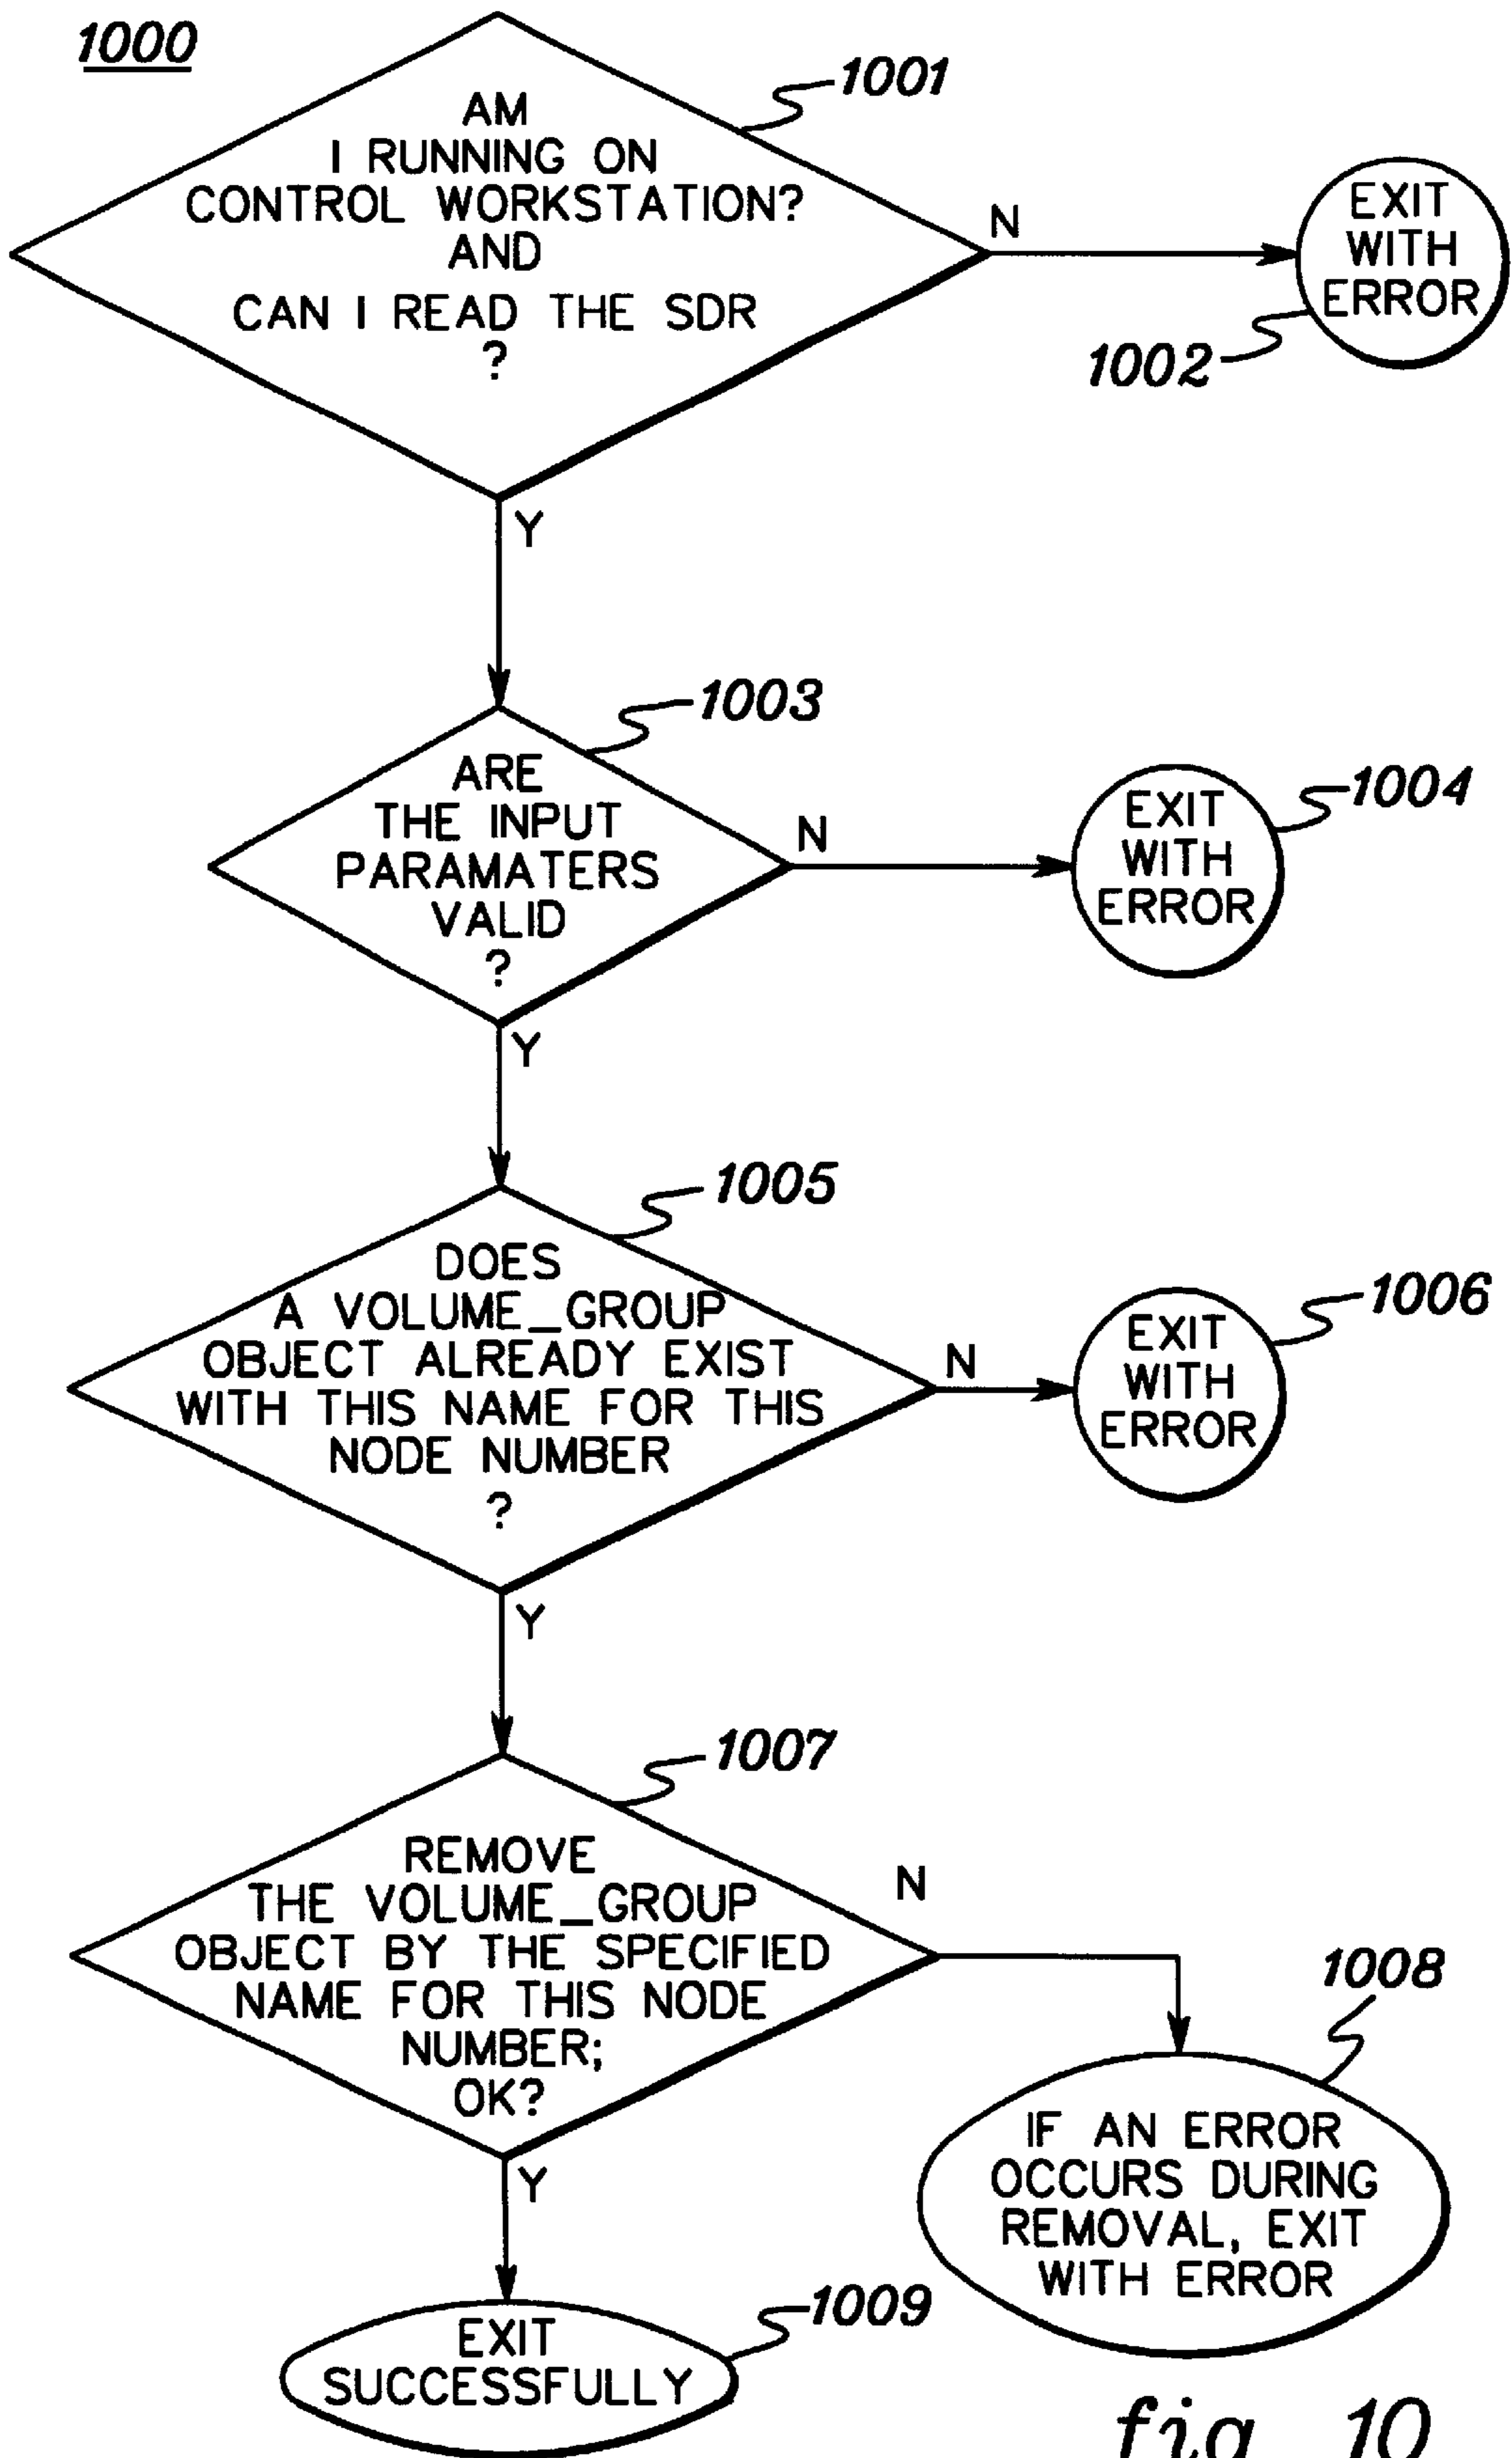 1000
1001
AM
I RUNNING ON
CONTROL WORKSTATION?
AND
CAN I READ THE SDR
?
N
EXIT
WITH
ERROR
1002
Y
1003
ARE
THE INPUT
PARAMATERS
VALID
?
N
EXIT
WITH
ERROR
1004
Y
1005
DOES
A VOLUME_GROUP
OBJECT ALREADY EXIST
WITH THIS NAME FOR THIS
NODE NUMBER
?
N
EXIT
WITH
ERROR
1006
Y
1007
REMOVE
THE VOLUME_GROUP
OBJECT BY THE SPECIFIED
NAME FOR THIS NODE
NUMBER;
OK?
N
1008
IF AN ERROR
OCCURS DURING
REMOVAL, EXIT
WITH ERROR
Y
1009
EXIT
SUCCESSFULLY
fig 10